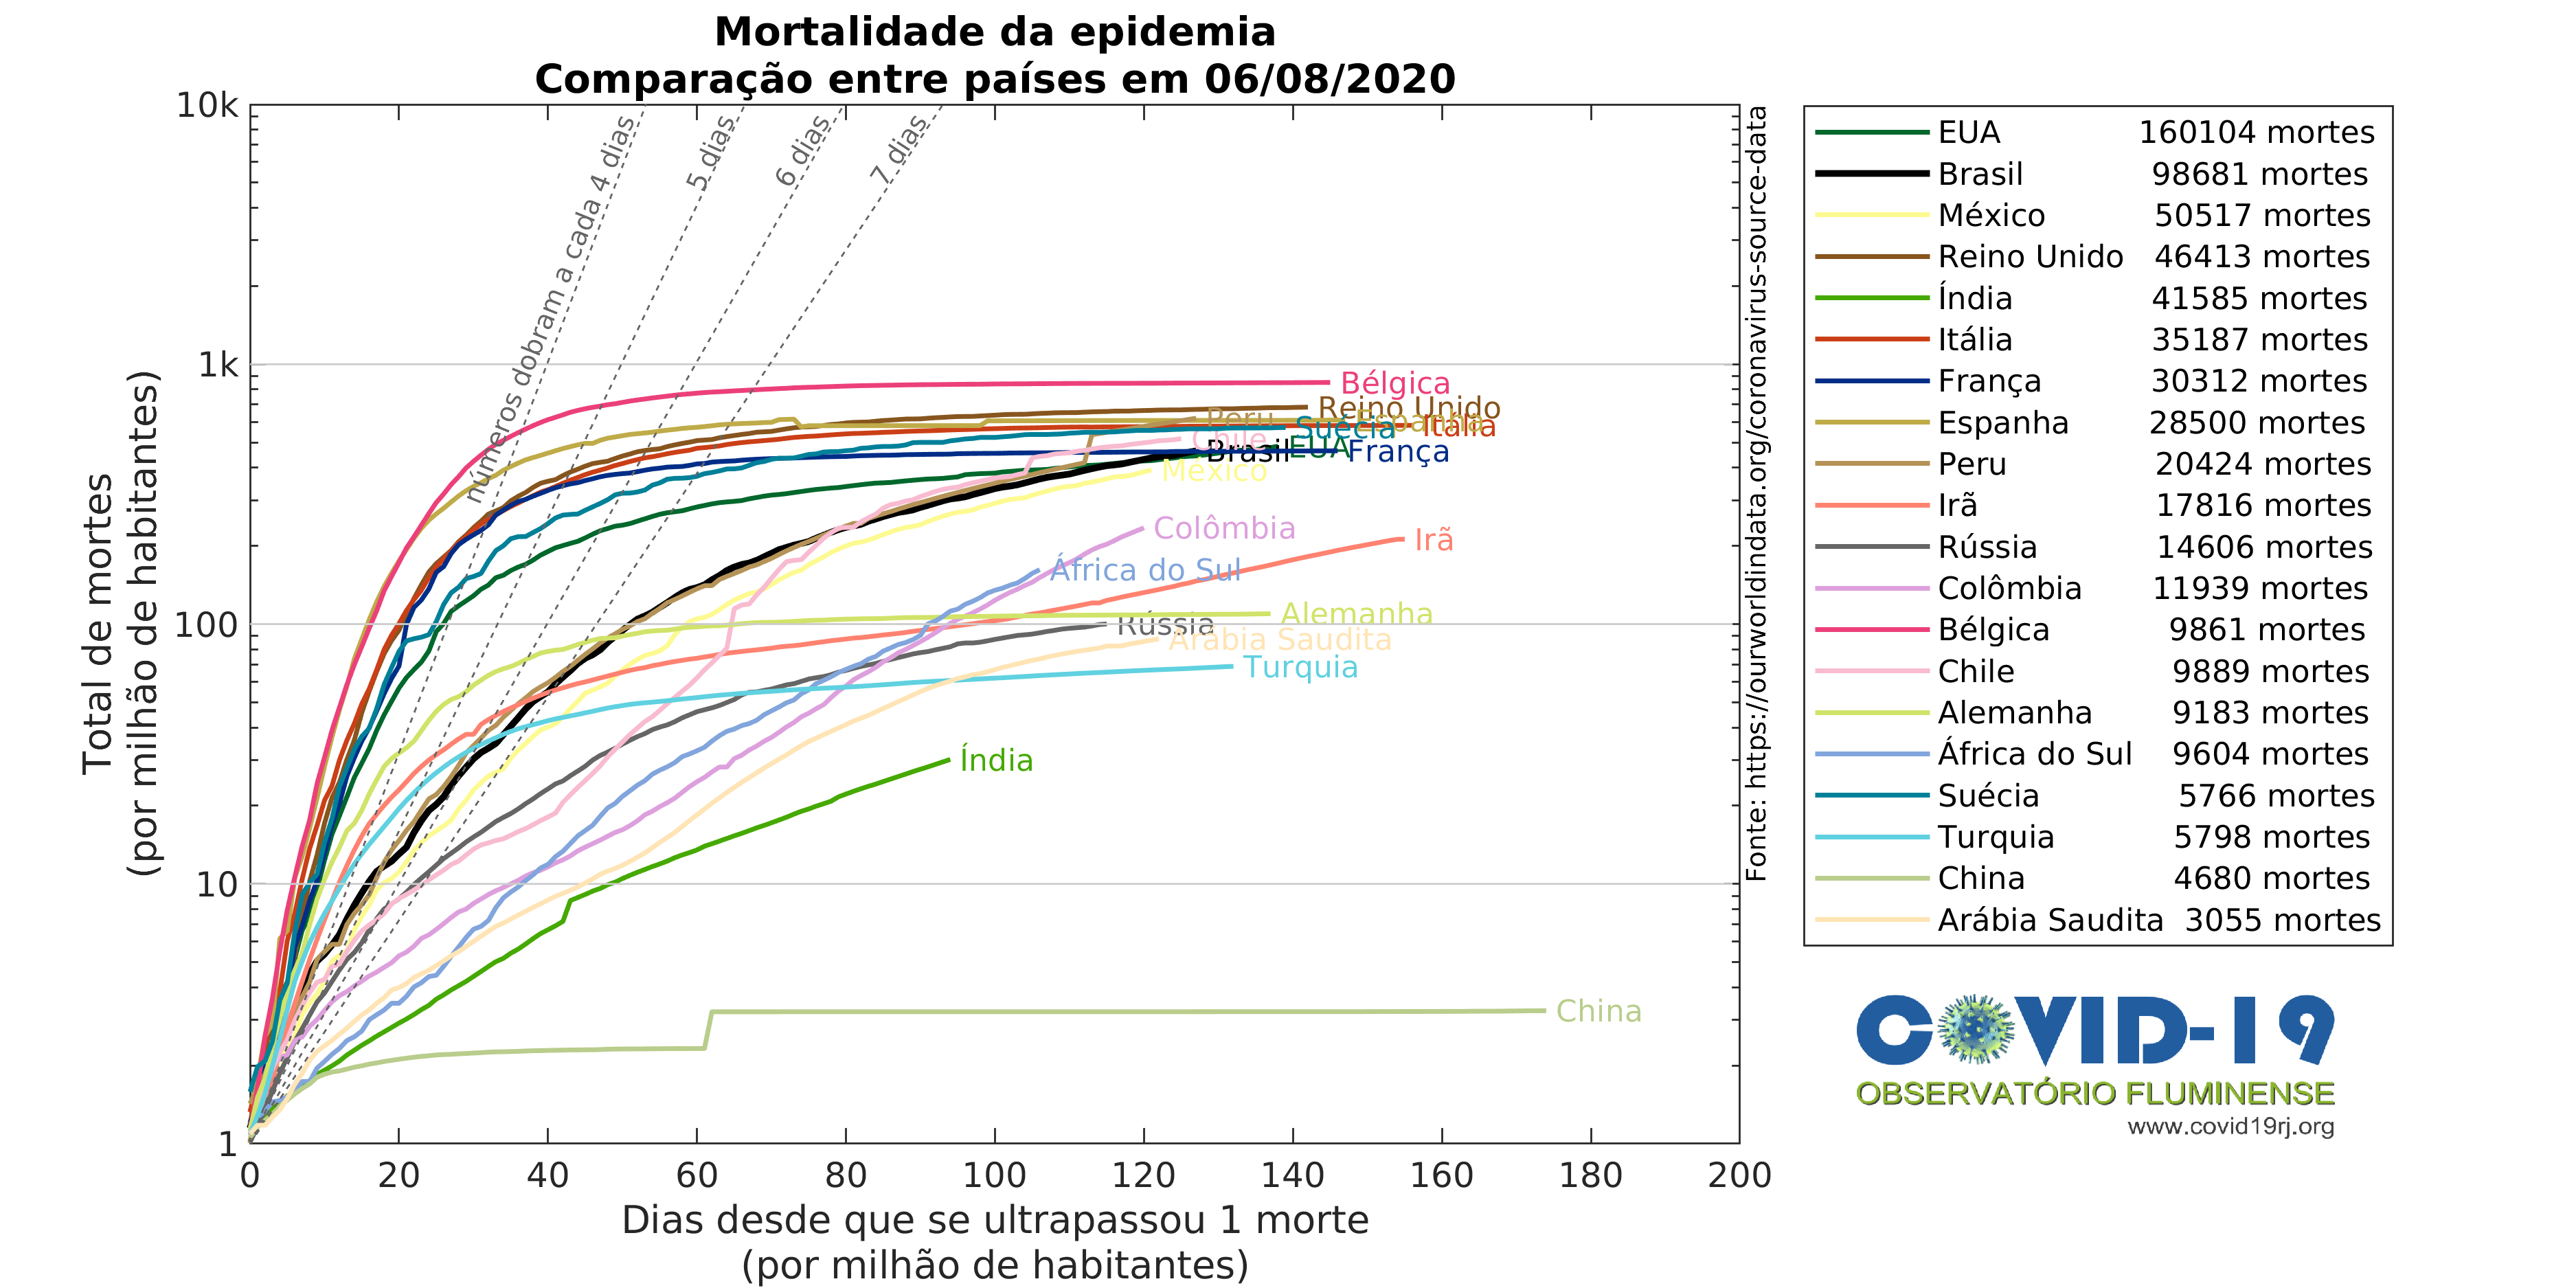 Mortalidade da epidemia
Comparação entre países em 06/08/2020
Total de mortes
(por milhão de habitantes)
10k
1k
100
10
1
números dobram a cada 4 dias
5 dias
6 dias
7 dias
Bélgica
Reino Unido
Peru
Espanha
Suécia
Itália
Chile
Brasil
EUA
França
México
Colômbia
Irã
África do Sul
Alemanha
Rússia
Arábia Saudita
Turquia
Índia
China
0 20 40 60 80 100 120 140 160 180 200
Dias desde que se ultrapassou 1 morte
(por milhão de habitantes)
Fonte: https://ourworldindata.org/coronavirus-source-data
EUA 160104 mortes
Brasil 98681 mortes
México 50517 mortes
Reino Unido 46413 mortes
Índia 41585 mortes
Itália 35187 mortes
França 30312 mortes
Espanha 28500 mortes
Peru 20424 mortes
Irã 17816 mortes
Rússia 14606 mortes
Colômbia 11939 mortes
Bélgica 9861 mortes
Chile 9889 mortes
Alemanha 9183 mortes
África do Sul 9604 mortes
Suécia 5766 mortes
Turquia 5798 mortes
China 4680 mortes
Arábia Saudita 3055 mortes
COVID-19
OBSERVATÓRIO FLUMINENSE
www.covid19rj.org